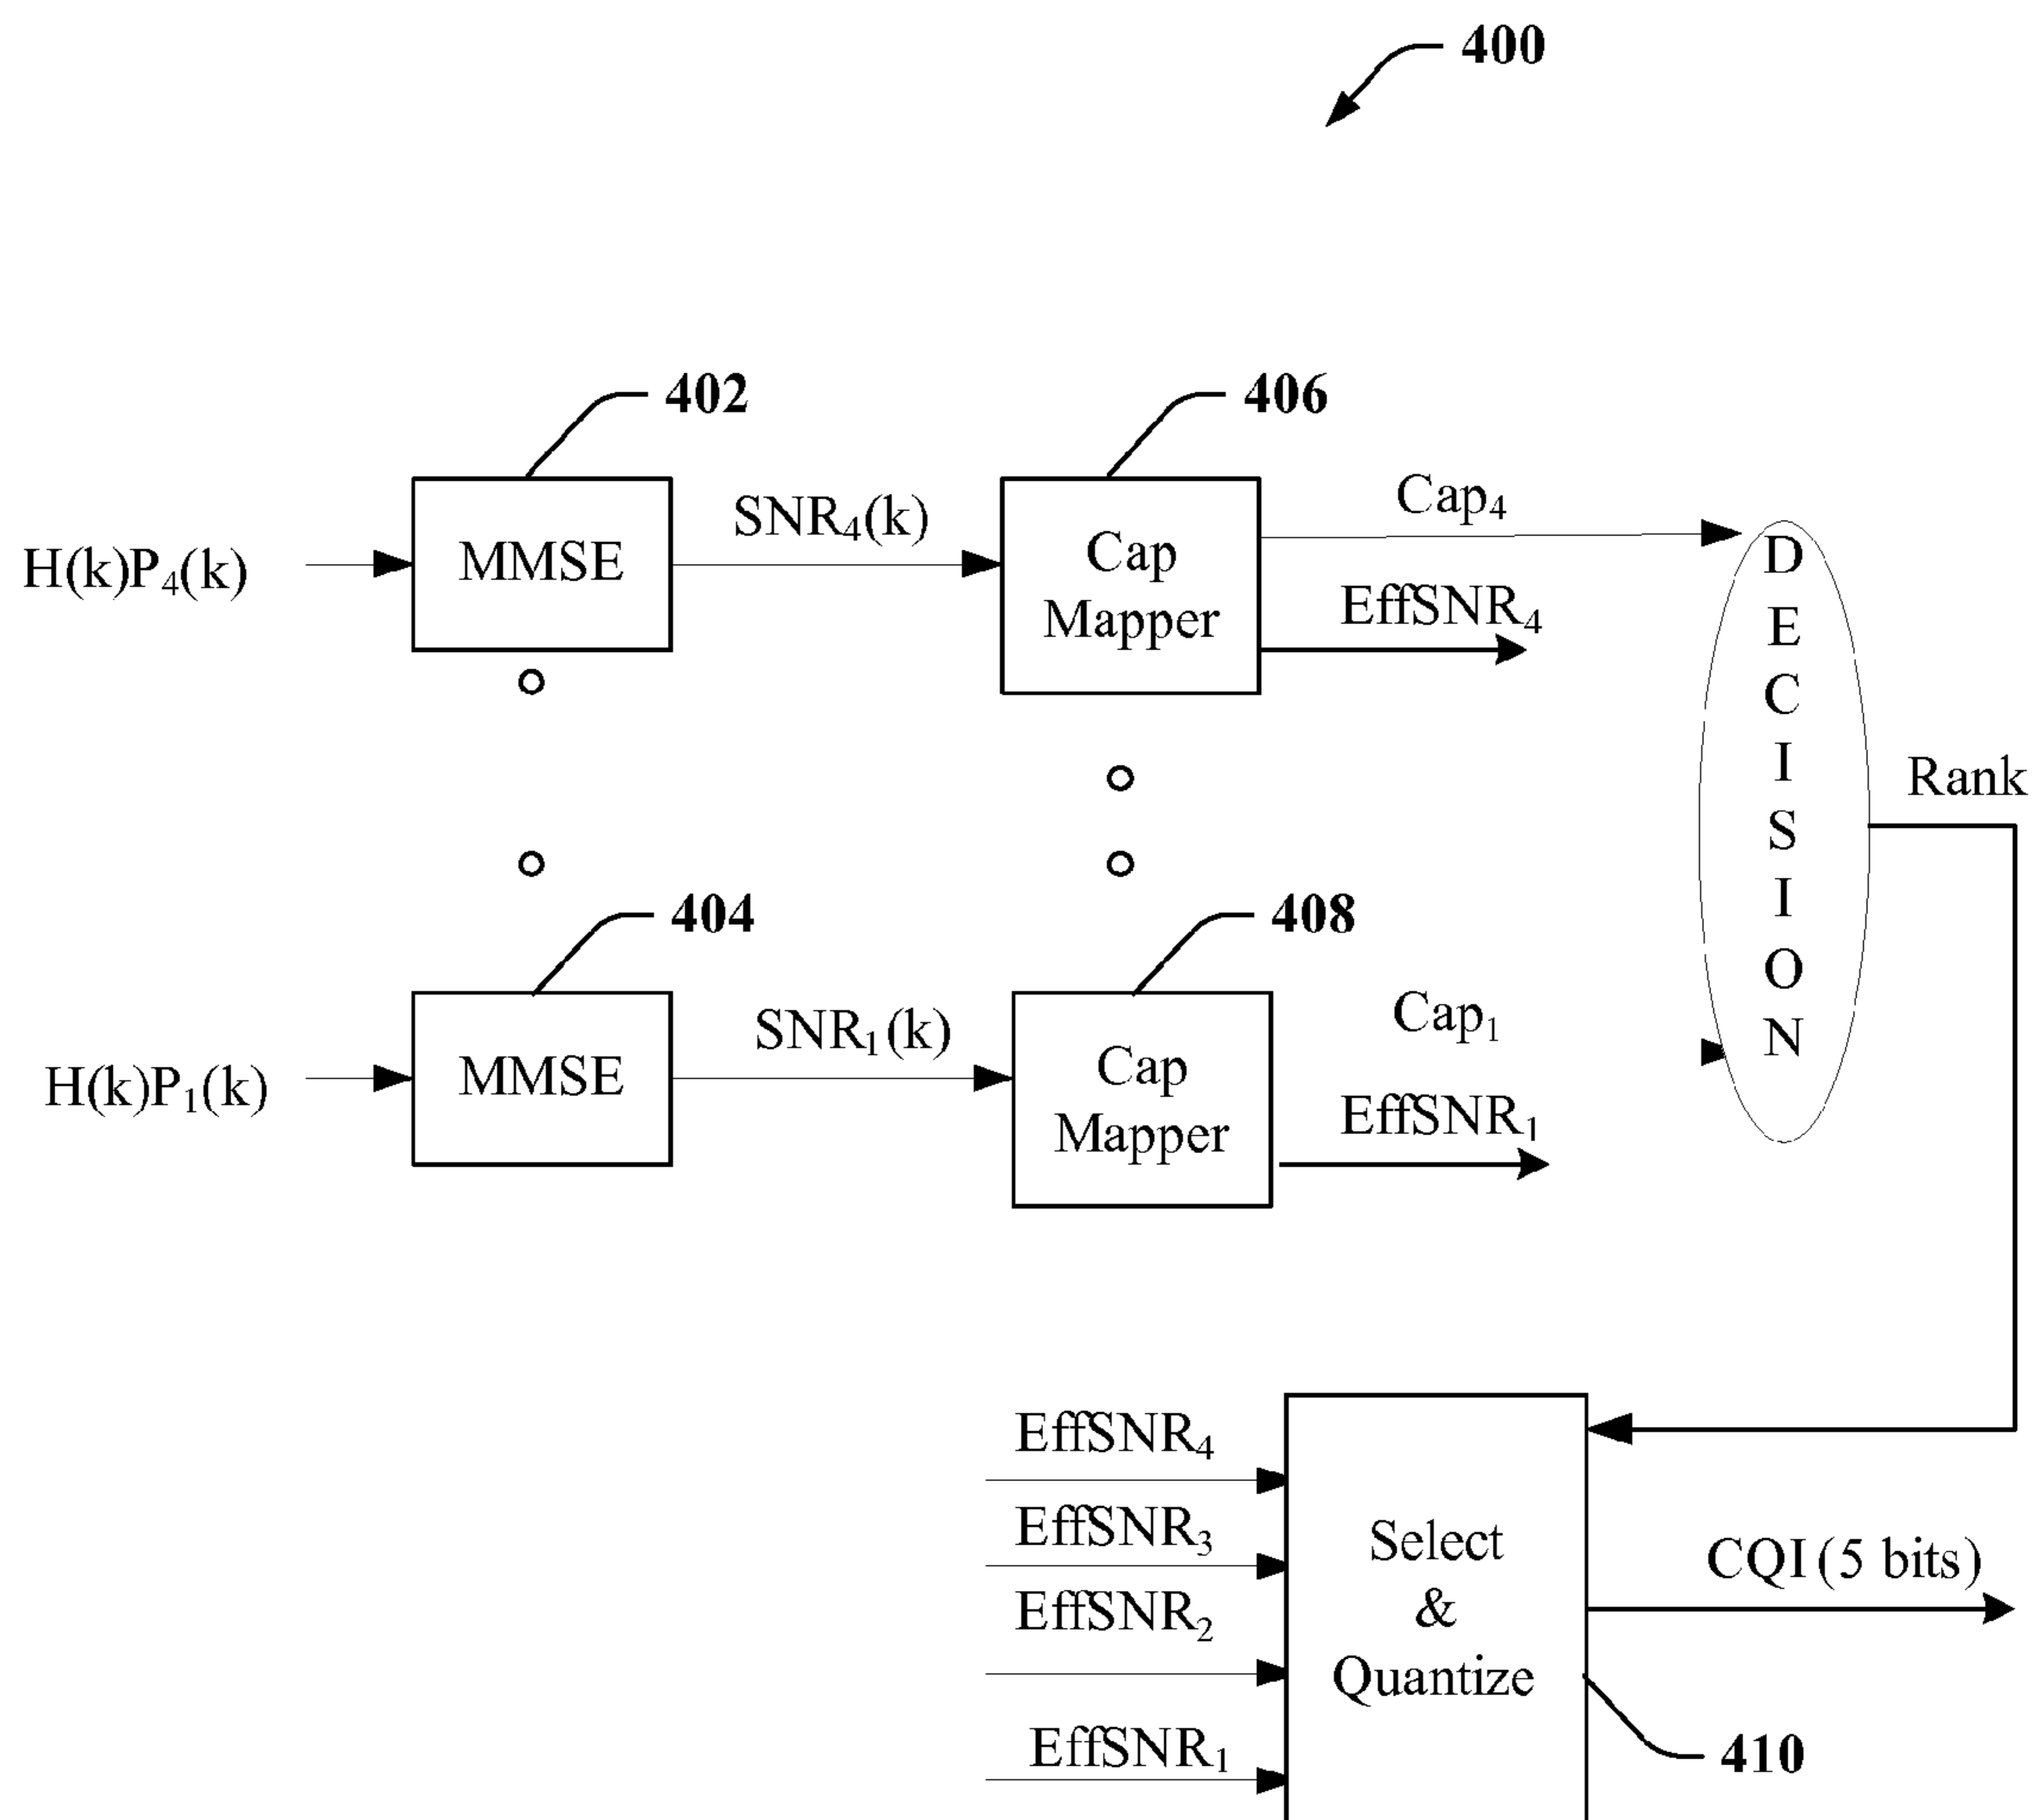 400
402
406
H(k)P₄(k)
MMSE
SNR₄(k)
Cap
Mapper
Cap₄
EffSNR₄
DECISION
Rank
404
408
H(k)P₁(k)
MMSE
SNR₁(k)
Cap
Mapper
Cap₁
EffSNR₁
EffSNR₄
EffSNR₃
EffSNR₂
EffSNR₁
Select
&
Quantize
CQI (5 bits)
410